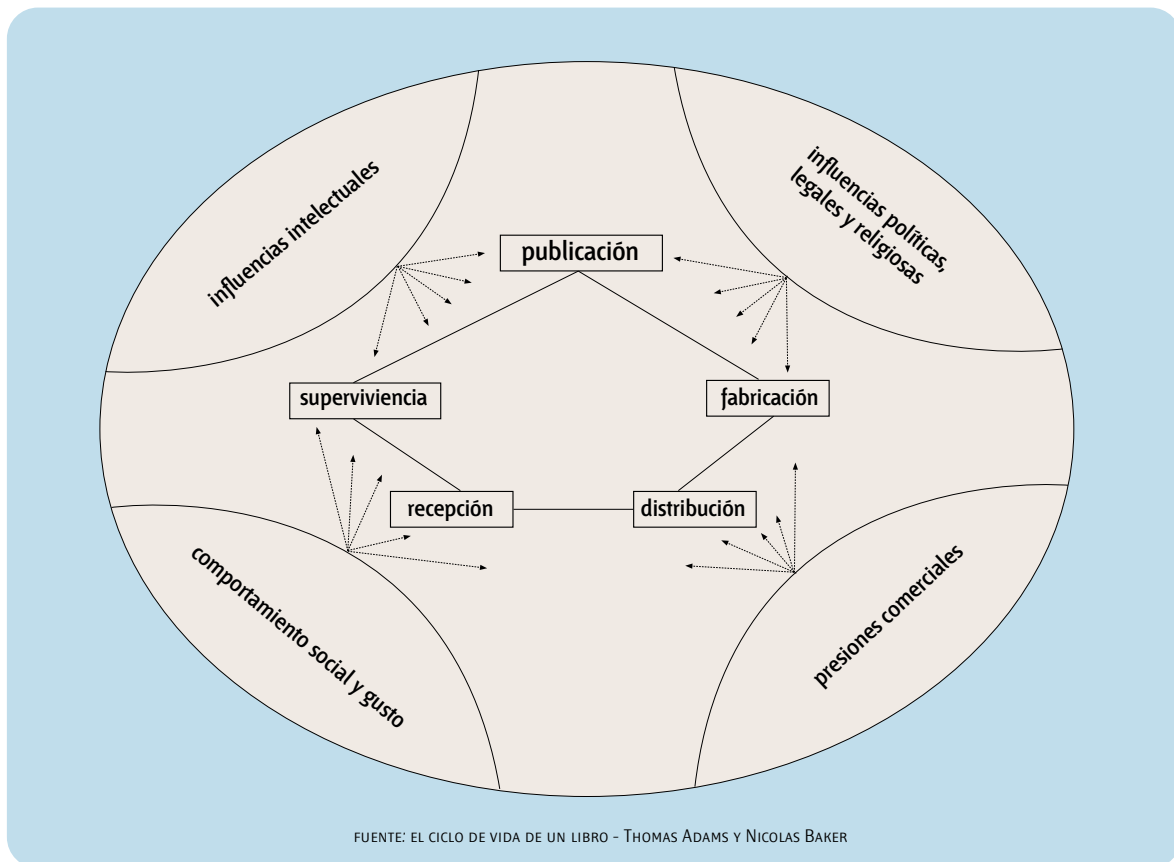 influencias intelectuales
influencias políticas,
legales y religiosas
publicación
superviviencia
fabricación
recepción
distribución
comportamiento social y gusto
presiones comerciales
FUENTE: EL CICLO DE VIDA DE UN LIBRO - THOMAS ADAMS Y NICOLAS BAKER